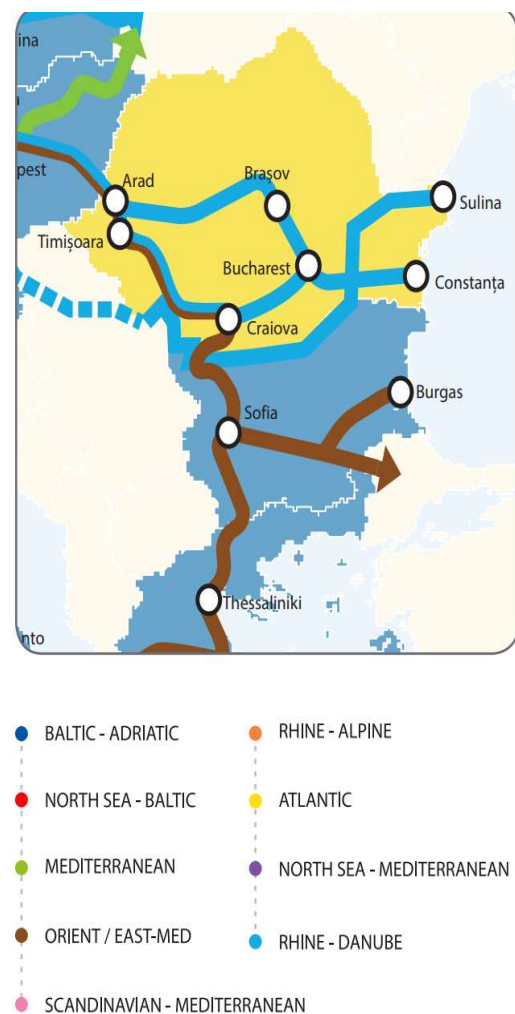 ina
a
pest
Arad
Brașov
Sulina
Timișoara
Bucharest
Constanța
Craiova
Burgas
Sofia
Thessaliniki
nto
BALTIC - ADRIATIC
NORTH SEA - BALTIC
MEDITERRANEAN
ORIENT / EAST-MED
SCANDINAVIAN - MEDITERRANEAN
RHINE - ALPINE
ATLANTIC
NORTH SEA - MEDITERRANEAN
RHINE - DANUBE